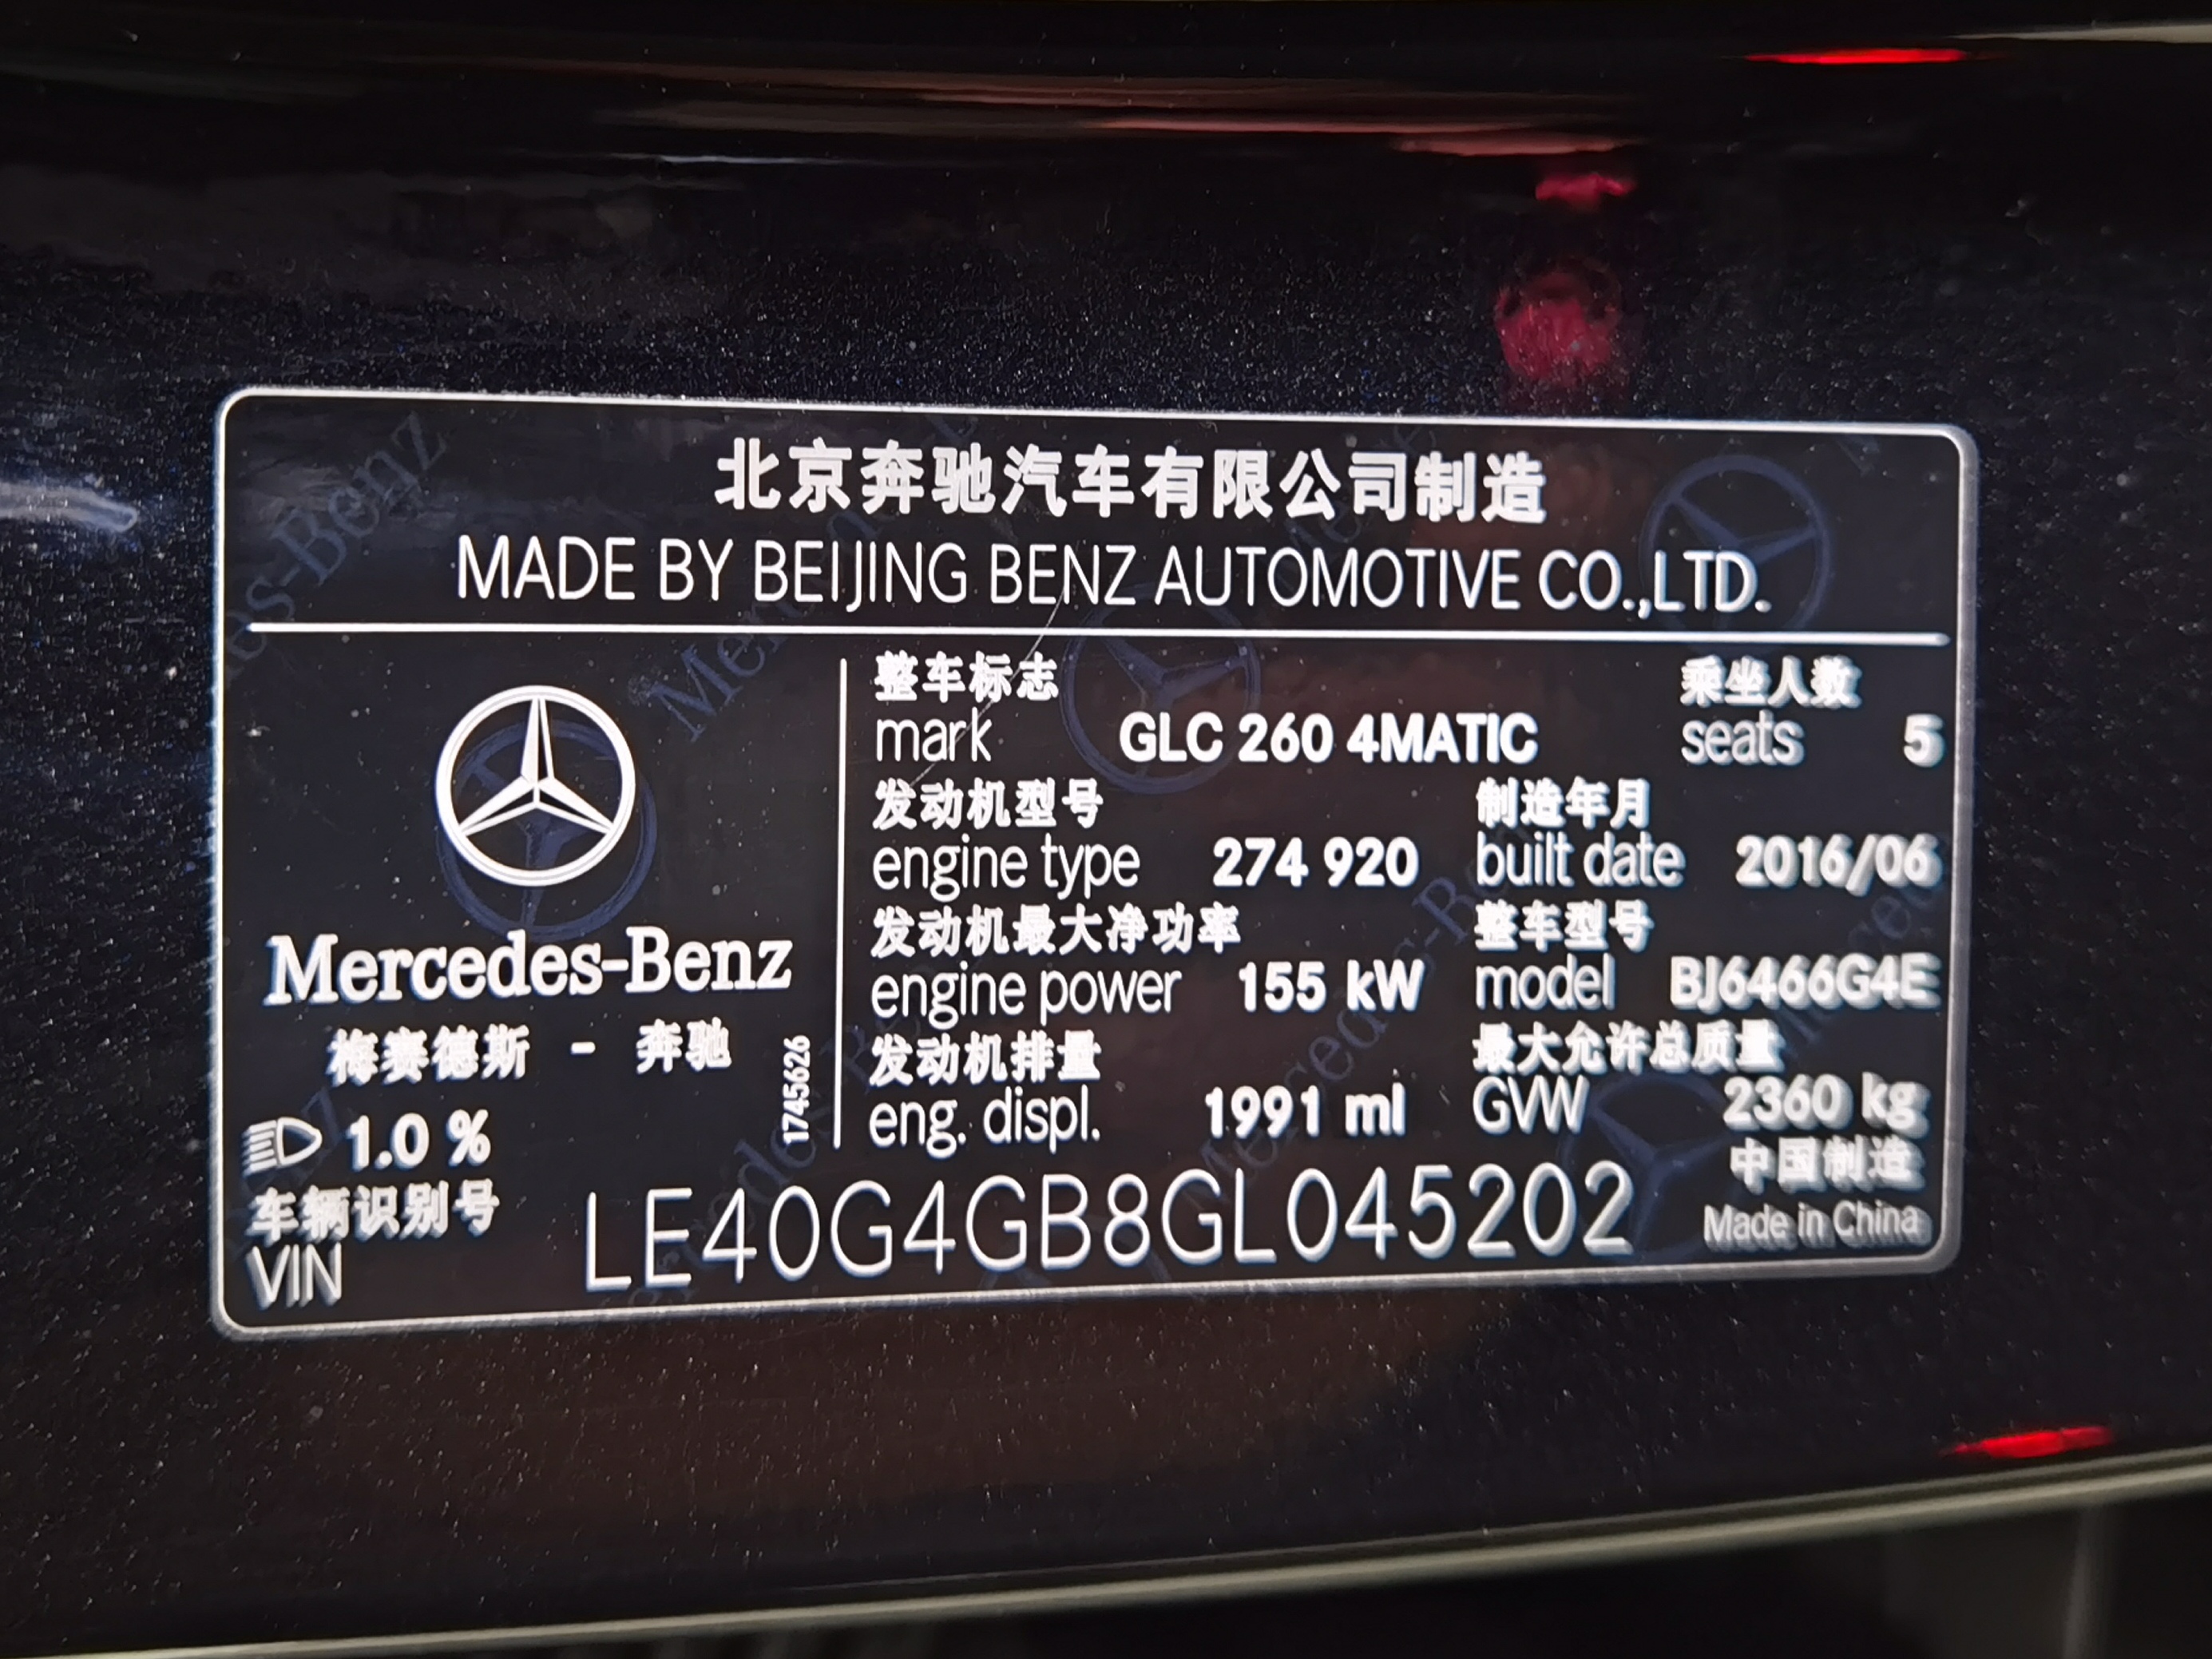 北京奔驰汽车有限公司制造
MADE BY BEIJING BENZ AUTOMOTIVE CO.,LTD.
Mercedes-Benz
梅赛德斯 - 奔驰
1.0 %
1745626
整车标志 乘坐人数
mark GLC 260 4MATIC seats 5
发动机型号 制造年月
engine type 274 920 built date 2016/06
发动机最大净功率 整车型号
engine power 155 kW model BJ6466G4E
发动机排量 最大允许总质量
eng. displ. 1991 ml GVW 2360 kg
车辆识别号 中国制造
VIN LE40G4GB8GL045202 Made in China